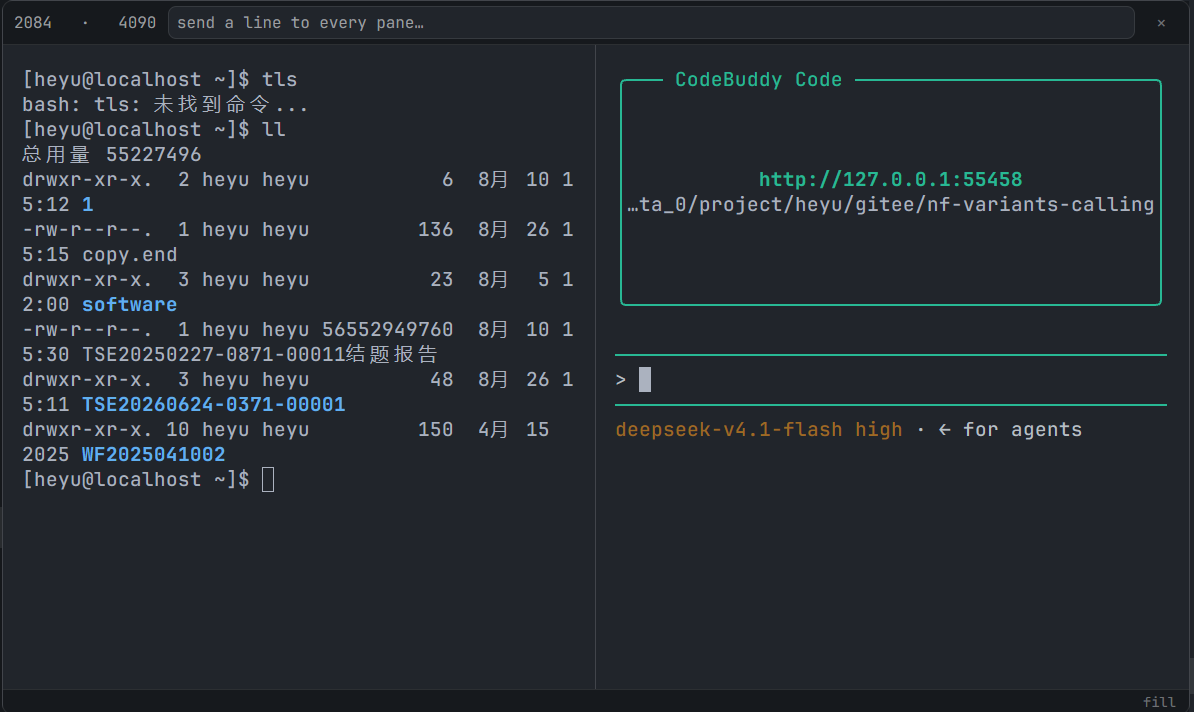 2084 · 4090 send a line to every pane… ×
[heyu@localhost ~]$ tls
bash: tls: 未找到命令...
[heyu@localhost ~]$ ll
总用量 55227496
drwxr-xr-x.  2 heyu heyu           6  8月  10 1
5:12 1
-rw-r--r--.  1 heyu heyu         136  8月  26 1
5:15 copy.end
drwxr-xr-x.  3 heyu heyu          23  8月   5 1
2:00 software
-rw-r--r--.  1 heyu heyu 56552949760  8月  10 1
5:30 TSE20250227-0871-00011结题报告
drwxr-xr-x.  3 heyu heyu          48  8月  26 1
5:11 TSE20260624-0371-00001
drwxr-xr-x. 10 heyu heyu         150  4月  15
2025 WF2025041002
[heyu@localhost ~]$
CodeBuddy Code
http://127.0.0.1:55458
…ta_0/project/heyu/gitee/nf-variants-calling
>
deepseek-v4.1-flash high · ← for agents
fill